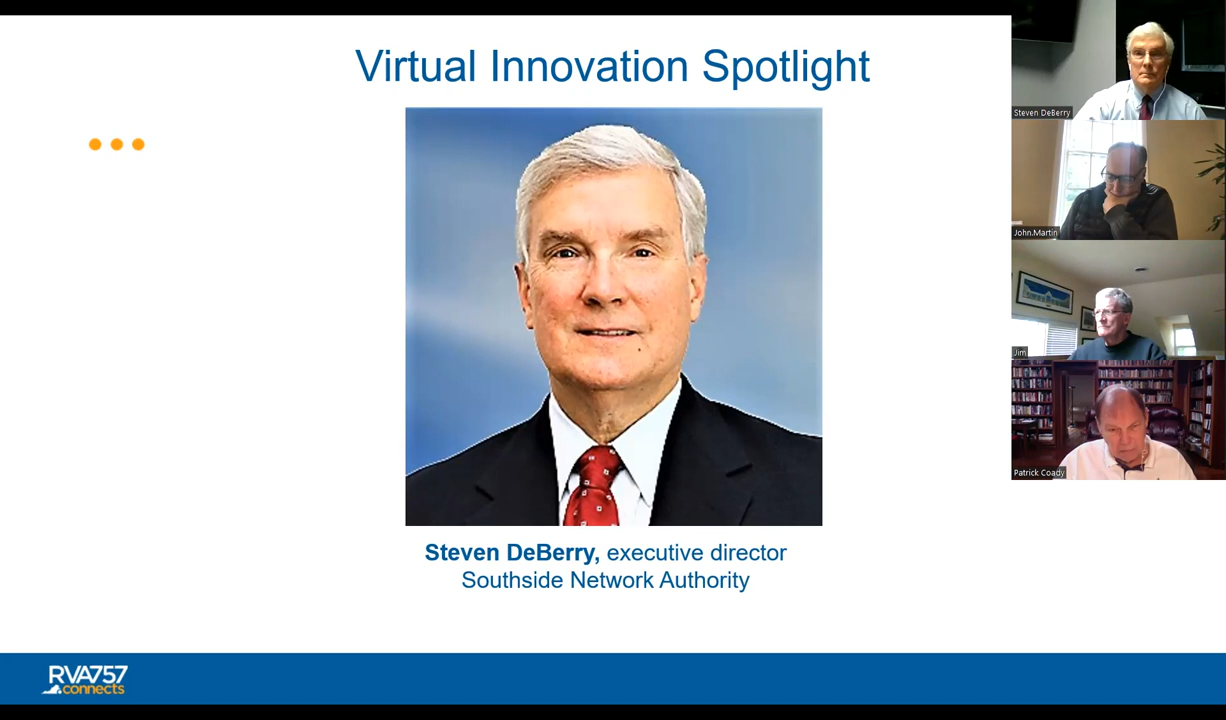 Virtual Innovation Spotlight
Steven DeBerry, executive director
Southside Network Authority
RVA757
connects
Steven DeBerry
John.Martin
Jim
Patrick Coady